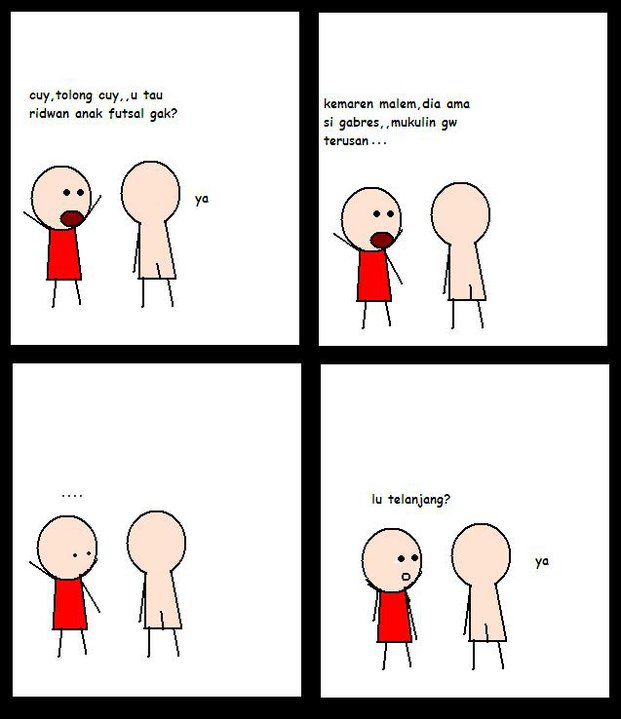 cuy,tolong cuy,,u tau
ridwan anak futsal gak?
ya
kemaren malem,dia ama
si gabres,,mukulin gw
terusan...
....
lu telanjang?
ya